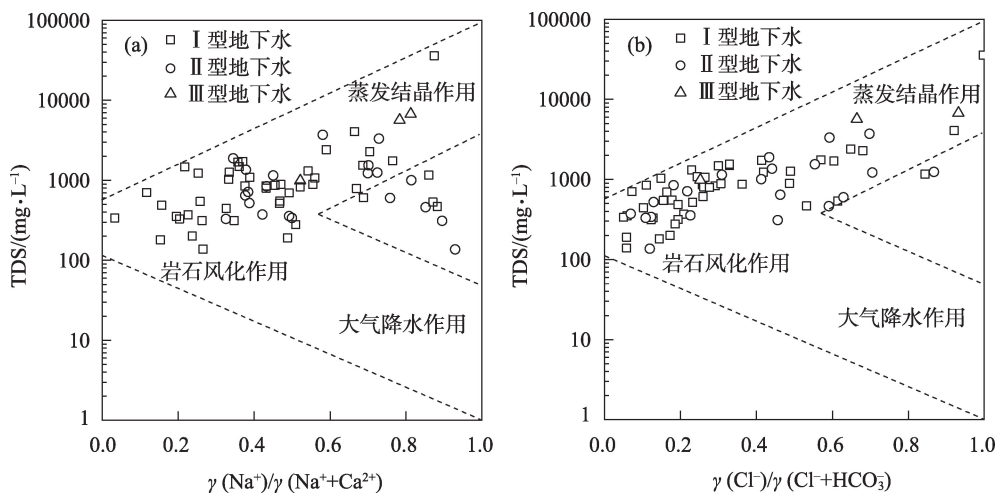 (a)
□ Ⅰ型地下水
○ Ⅱ型地下水
△ Ⅲ型地下水
蒸发结晶作用
岩石风化作用
大气降水作用
TDS/(mg·L⁻¹)
100000
10000
1000
100
10
1
0.0 0.2 0.4 0.6 0.8 1.0
γ (Na⁺)/γ (Na⁺+Ca²⁺)
(b)
□ Ⅰ型地下水
○ Ⅱ型地下水
△ Ⅲ型地下水
蒸发结晶作用
岩石风化作用
大气降水作用
TDS/(mg·L⁻¹)
100000
10000
1000
100
10
1
0.0 0.2 0.4 0.6 0.8 1.0
γ (Cl⁻)/γ (Cl⁻+HCO₃⁻)